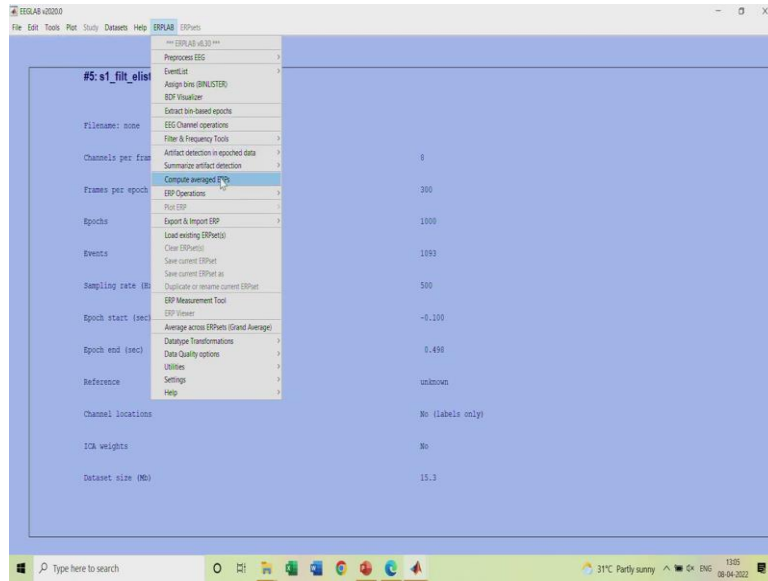 EEGLAB v2020.0
File Edit Tools Plot Study Datasets Help ERPLAB ERPsets
*** ERPLAB v8.30 ***
Preprocess EEG
EventList
Assign bins (BINLISTER)
BDF Visualizer
Extract bin-based epochs
EEG Channel operations
Filter & Frequency Tools
Artifact detection in epoched data
Summarize artifact detection
Compute averaged ERPs
ERP Operations
Plot ERP
Export & Import ERP
Load existing ERPset(s)
Clear ERPset(s)
Save current ERPset
Save current ERPset as
Duplicate or rename current ERPset
ERP Measurement Tool
ERP Viewer
Average across ERPsets (Grand Average)
Datatype Transformations
Data Quality options
Utilities
Settings
Help
#5: s1_filt_elist
Filename: none
Channels per fram
Frames per epoch 300
Epochs 1000
Events 1093
Sampling rate (H 500
Epoch start (sec) -0.100
Epoch end (sec) 0.498
Reference unknown
Channel locations No (labels only)
ICA weights No
Dataset size (Mb) 15.3
Type here to search
31°C Partly sunny ENG 13:05
08-04-2022